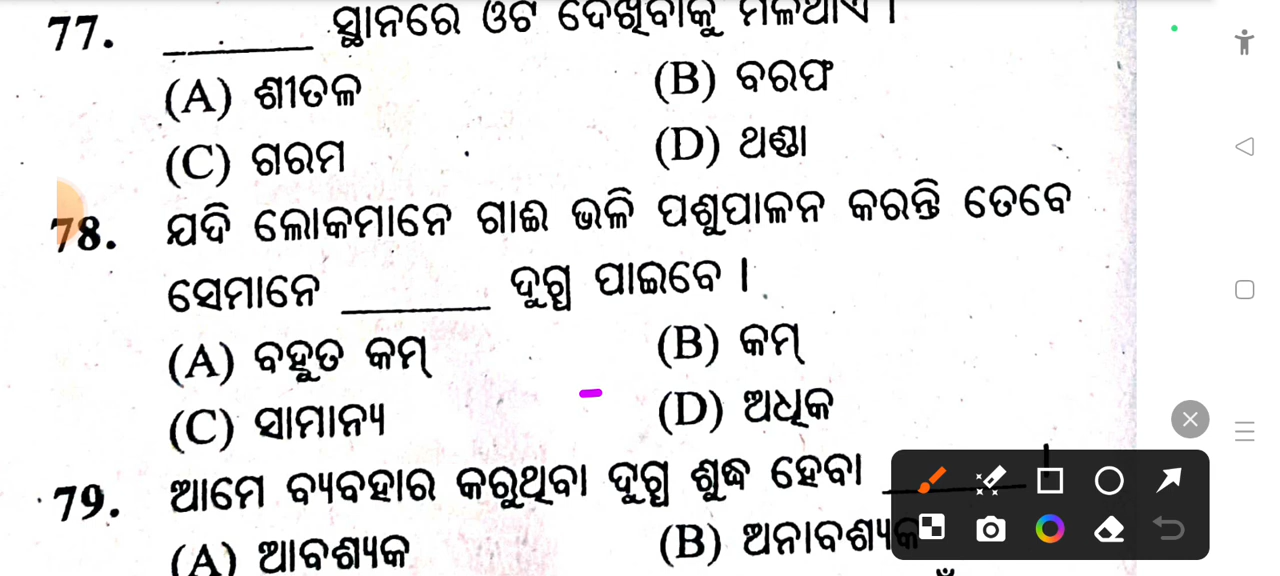 77. ______ ସ୍ଥାନରେ ଓଟ ଦେଖିବାକୁ ମିଳିଥାଏ ।
(A) ଶୀତଳ (B) ବରଫ
(C) ଗରମ (D) ଥଣ୍ଡା
78. ଯଦି ଲୋକମାନେ ଗାଈ ଭଳି ପଶୁପାଳନ କରନ୍ତି ତେବେ
ସେମାନେ ______ ଦୁଗ୍ଧ ପାଇବେ ।
(A) ବହୁତ କମ୍ (B) କମ୍
(C) ସାମାନ୍ୟ (D) ଅଧିକ
79. ଆମେ ବ୍ୟବହାର କରୁଥିବା ଦୁଗ୍ଧ ଶୁଦ୍ଧ ହେବା ______
(A) ଆବଶ୍ୟକ (B) ଅନାବଶ୍ୟକ